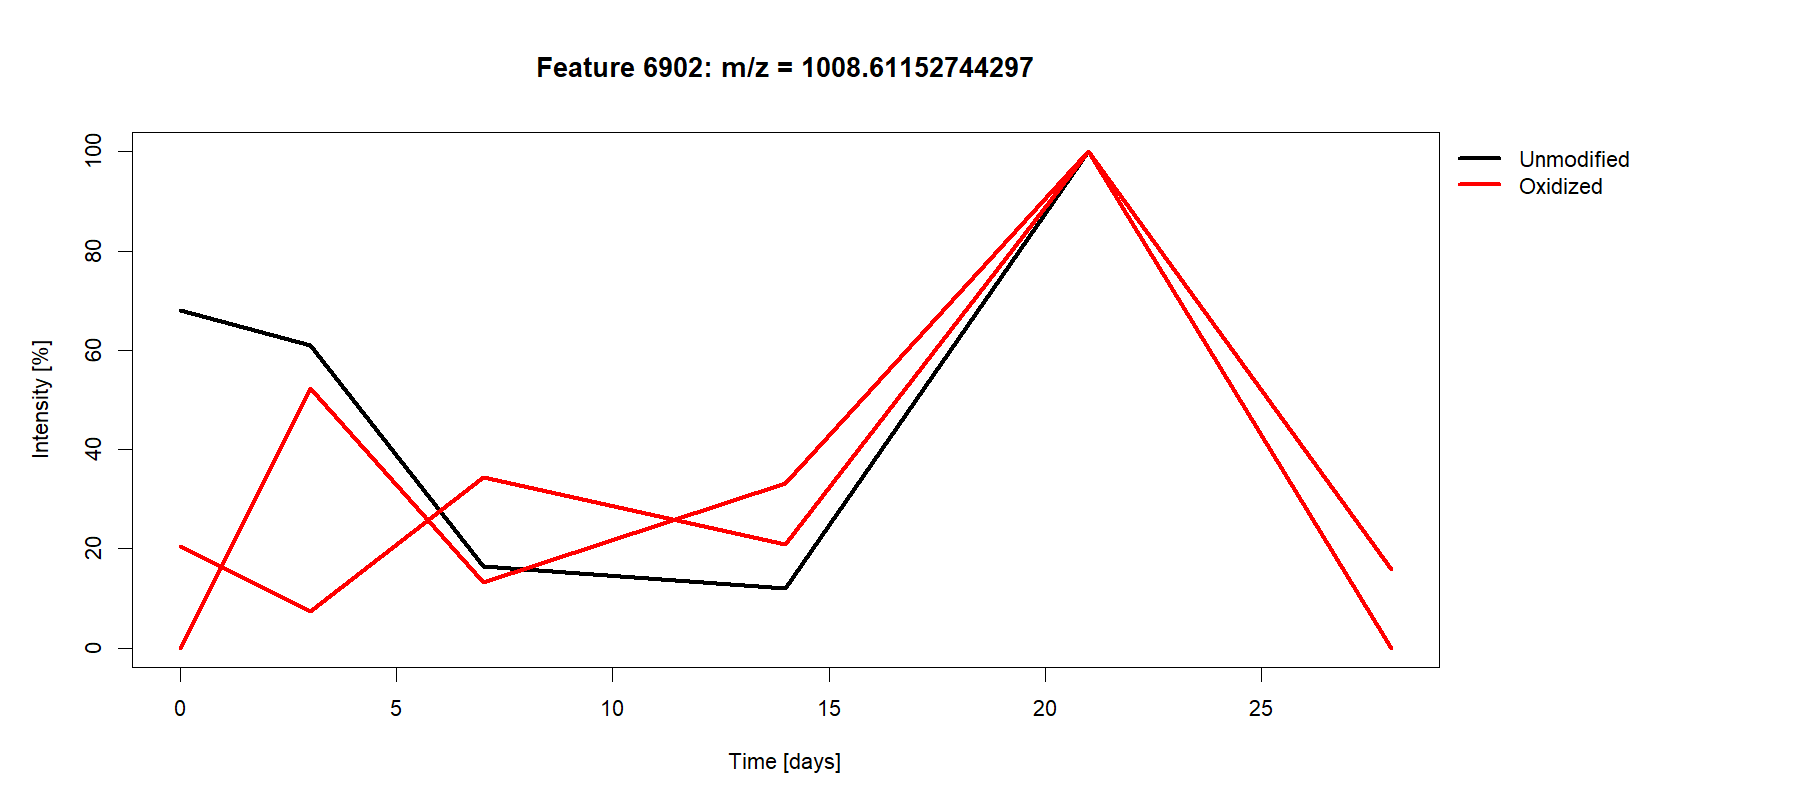 Feature 6902: m/z = 1008.61152744297
Unmodified
Oxidized
Intensity [%]
100
80
60
40
20
0
0 5 10 15 20 25
Time [days]